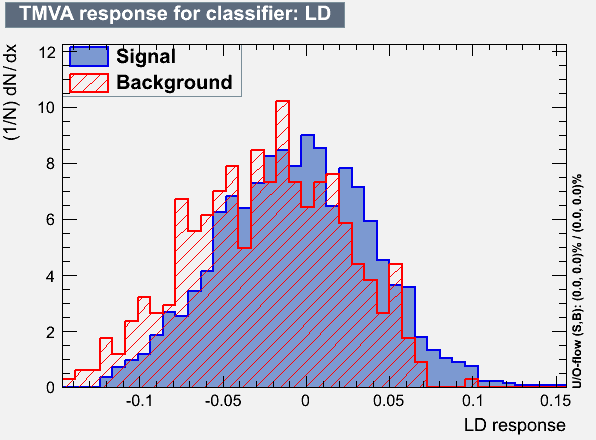 TMVA response for classifier: LD
(1/N) dN / dx
Signal
Background
12
10
8
6
4
2
0
-0.1
-0.05
0
0.05
0.1
0.15
LD response
U/O-flow (S,B): (0.0, 0.0)% / (0.0, 0.0)%